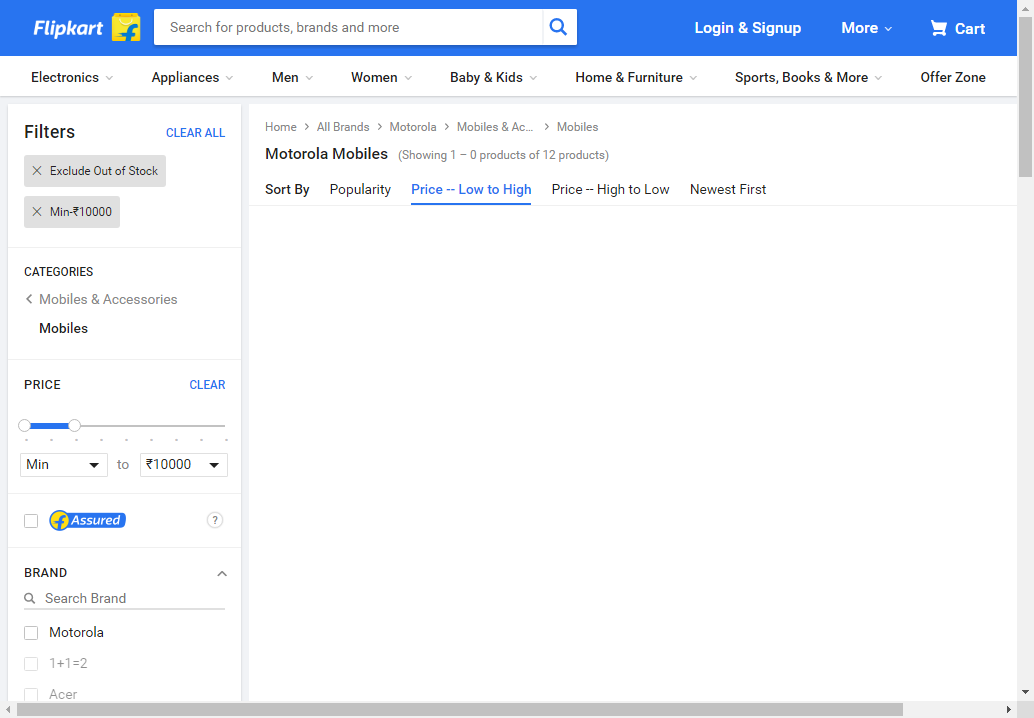 Flipkart
Search for products, brands and more
Login & Signup
More
Cart
Electronics
Appliances
Men
Women
Baby & Kids
Home & Furniture
Sports, Books & More
Offer Zone
Filters
CLEAR ALL
Exclude Out of Stock
Min-₹10000
CATEGORIES
Mobiles & Accessories
Mobiles
PRICE
CLEAR
Min
to
₹10000
Assured
?
BRAND
Search Brand
Motorola
1+1=2
Acer
Home
All Brands
Motorola
Mobiles & Ac...
Mobiles
Motorola Mobiles (Showing 1 – 0 products of 12 products)
Sort By
Popularity
Price -- Low to High
Price -- High to Low
Newest First